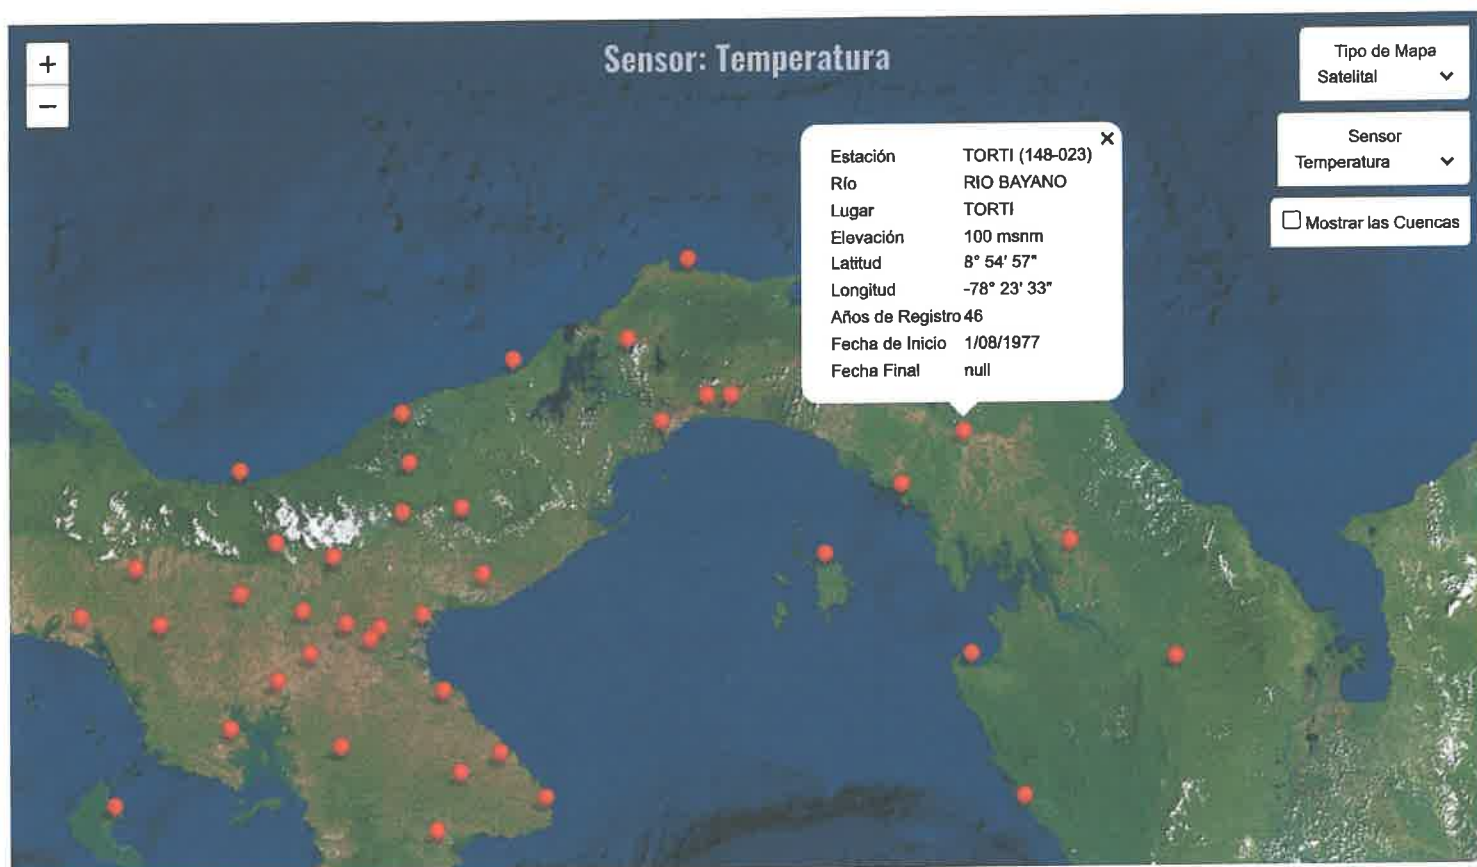 +
−
Sensor: Temperatura
Tipo de Mapa
Satelital
Sensor
Temperatura
Mostrar las Cuencas
×
Estación TORTI (148-023)
Río RIO BAYANO
Lugar TORTI
Elevación 100 msnm
Latitud 8° 54' 57"
Longitud -78° 23' 33"
Años de Registro 46
Fecha de Inicio 1/08/1977
Fecha Final null